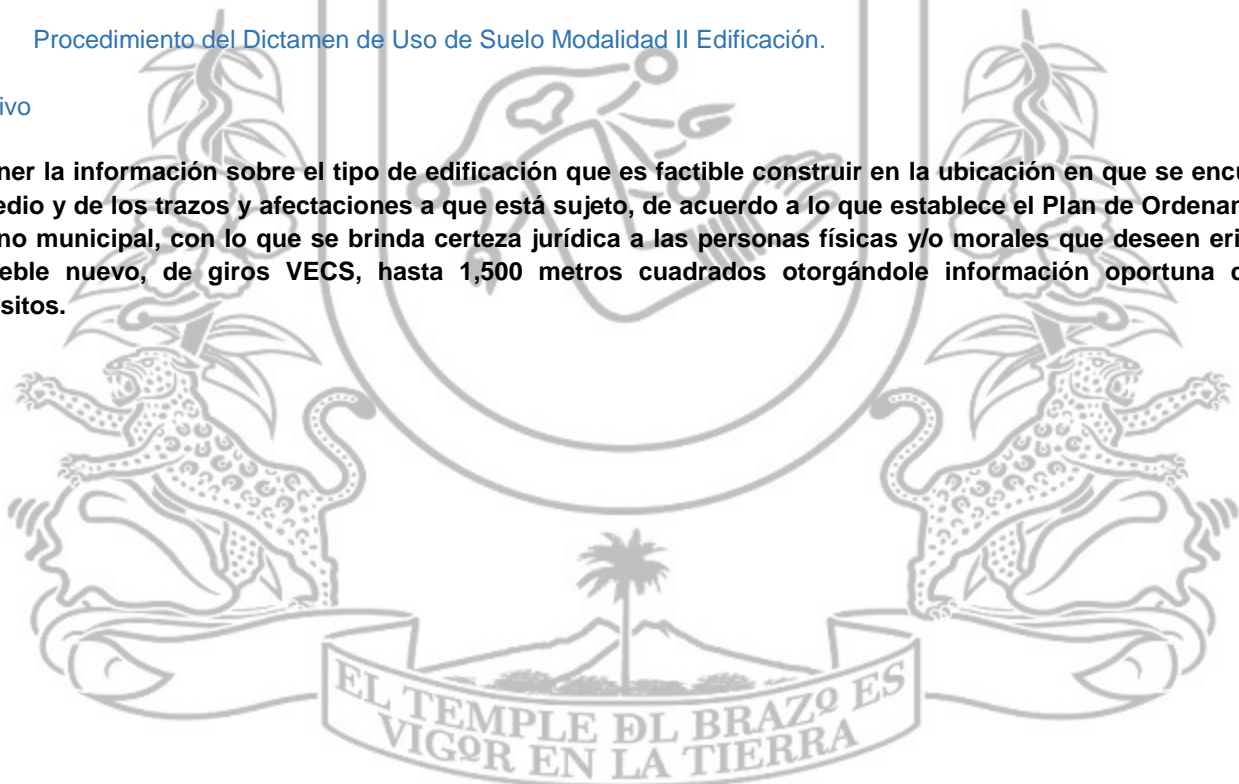 Procedimiento del Dictamen de Uso de Suelo Modalidad II Edificación.
ivo
ner la información sobre el tipo de edificación que es factible construir en la ubicación en que se encu
edio y de los trazos y afectaciones a que está sujeto, de acuerdo a lo que establece el Plan de Ordenan
no municipal, con lo que se brinda certeza jurídica a las personas físicas y/o morales que deseen eri
eble nuevo, de giros VECS, hasta 1,500 metros cuadrados otorgándole información oportuna d
sitos.
EL TEMPLE DL BRAZO ES
VIGOR EN LA TIERRA